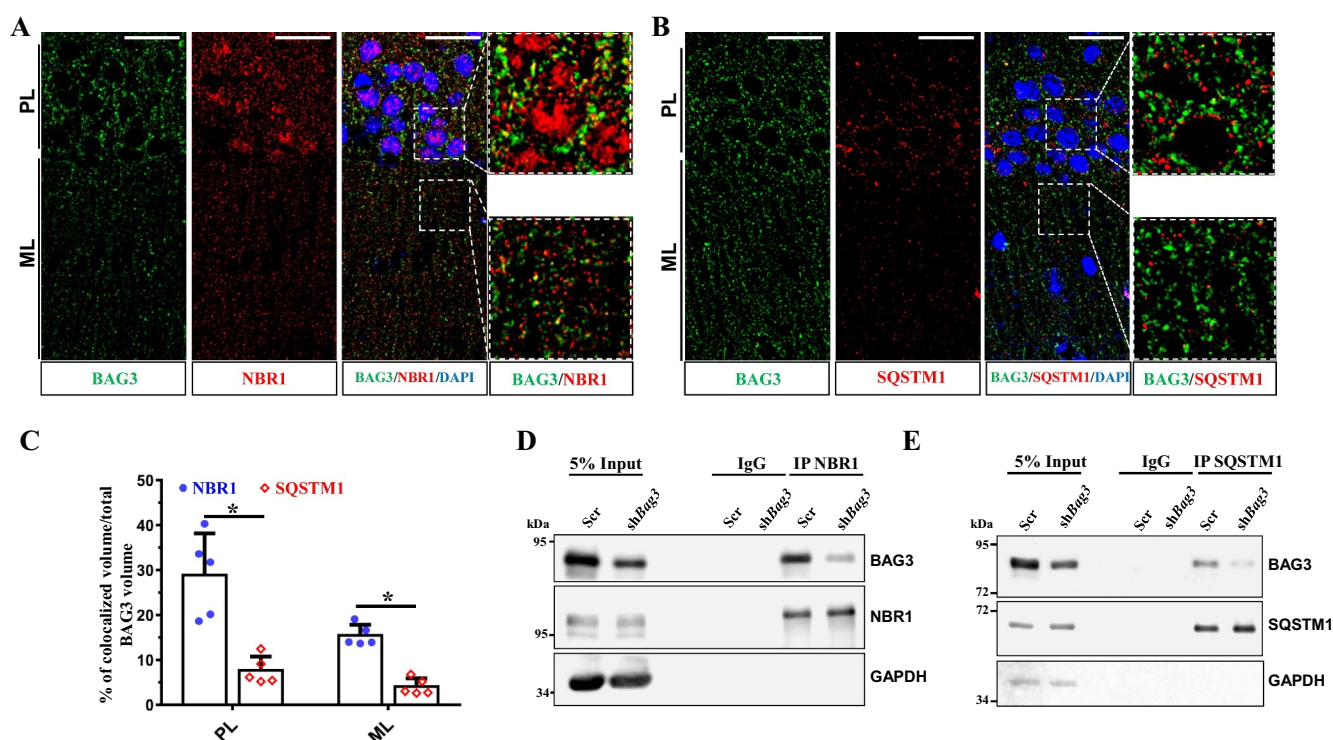 A
PL
ML
BAG3
NBR1
BAG3/NBR1/DAPI
BAG3/NBR1
B
PL
ML
BAG3
SQSTM1
BAG3/SQSTM1/DAPI
BAG3/SQSTM1
C
% of colocalized volume/total
BAG3 volume
50
40
30
20
10
0
NBR1
SQSTM1
*
*
PL
ML
D
5% Input
IgG
IP NBR1
Scr
shBag3
Scr
shBag3
Scr
shBag3
kDa
95
BAG3
NBR1
95
GAPDH
34
E
5% Input
IgG
IP SQSTM1
Scr
shBag3
Scr
shBag3
Scr
shBag3
kDa
95
BAG3
72
72
SQSTM1
GAPDH
34